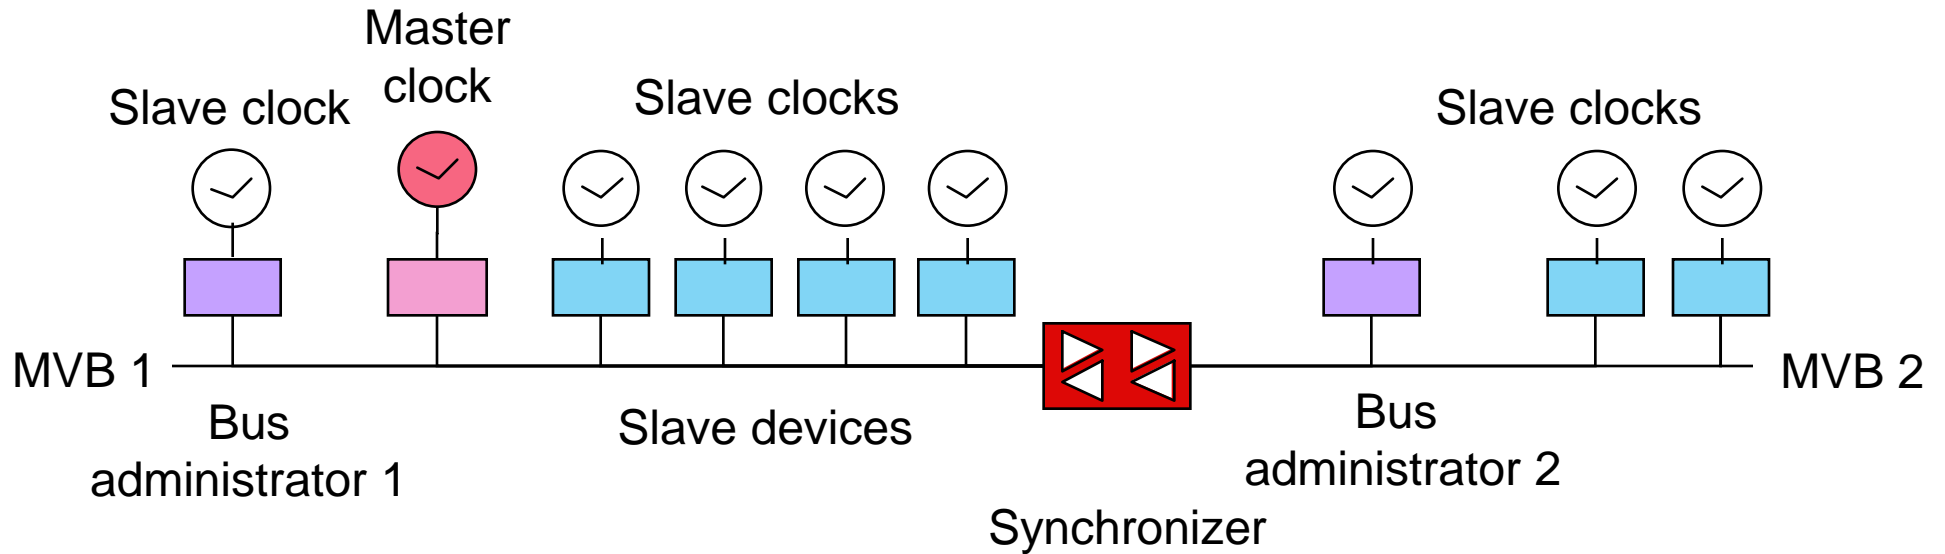 Master
clock
Slave clock
Slave clocks
Slave clocks
MVB 1
MVB 2
Bus
administrator 1
Slave devices
Bus
administrator 2
Synchronizer